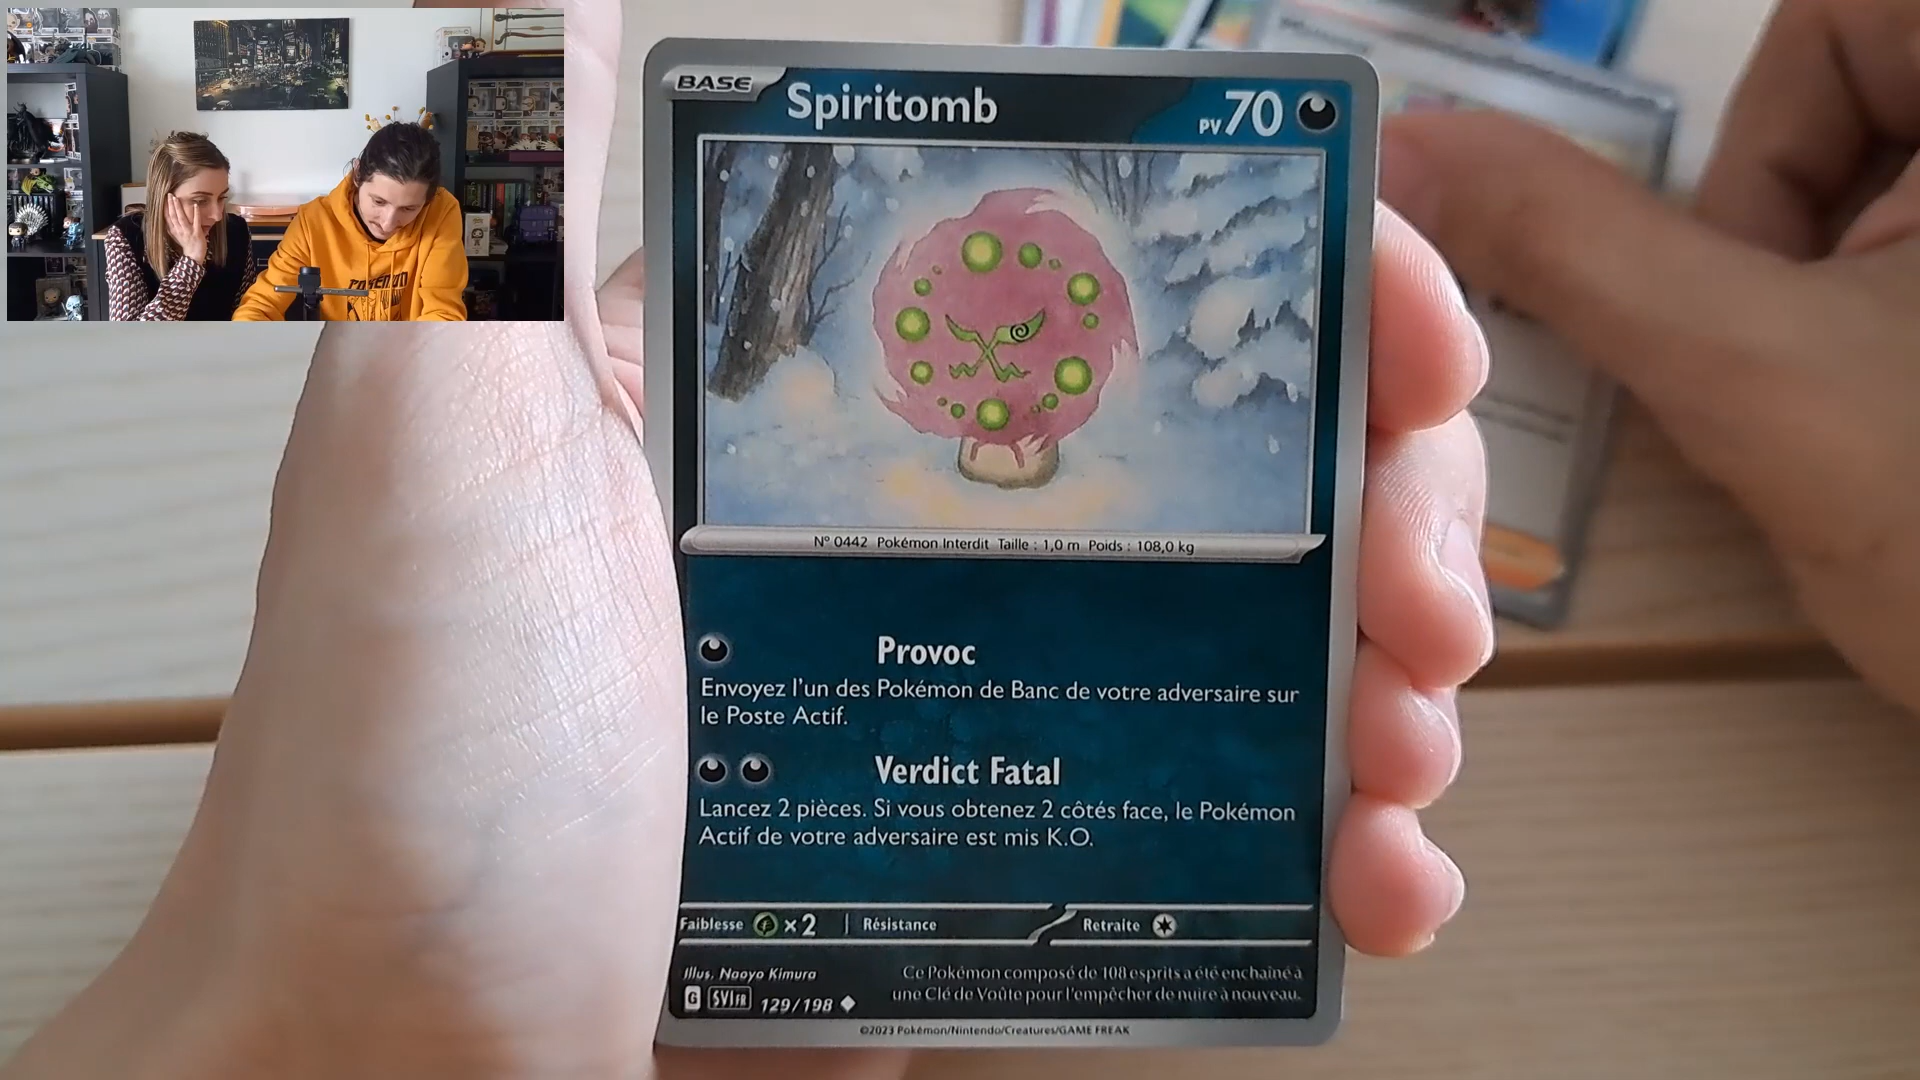 BASE
Spiritomb
PV 70
N° 0442 Pokémon Interdit Taille : 1,0 m Poids : 108,0 kg
Provoc
Envoyez l'un des Pokémon de Banc de votre adversaire sur
le Poste Actif.
Verdict Fatal
Lancez 2 pièces. Si vous obtenez 2 côtés face, le Pokémon
Actif de votre adversaire est mis K.O.
Faiblesse ×2 Résistance Retraite
Illus. Naoyo Kimura
G SVI FR 129/198
Ce Pokémon composé de 108 esprits a été enchaîné à
une Clé de Voûte pour l'empêcher de nuire à nouveau.
©2023 Pokémon/Nintendo/Creatures/GAME FREAK